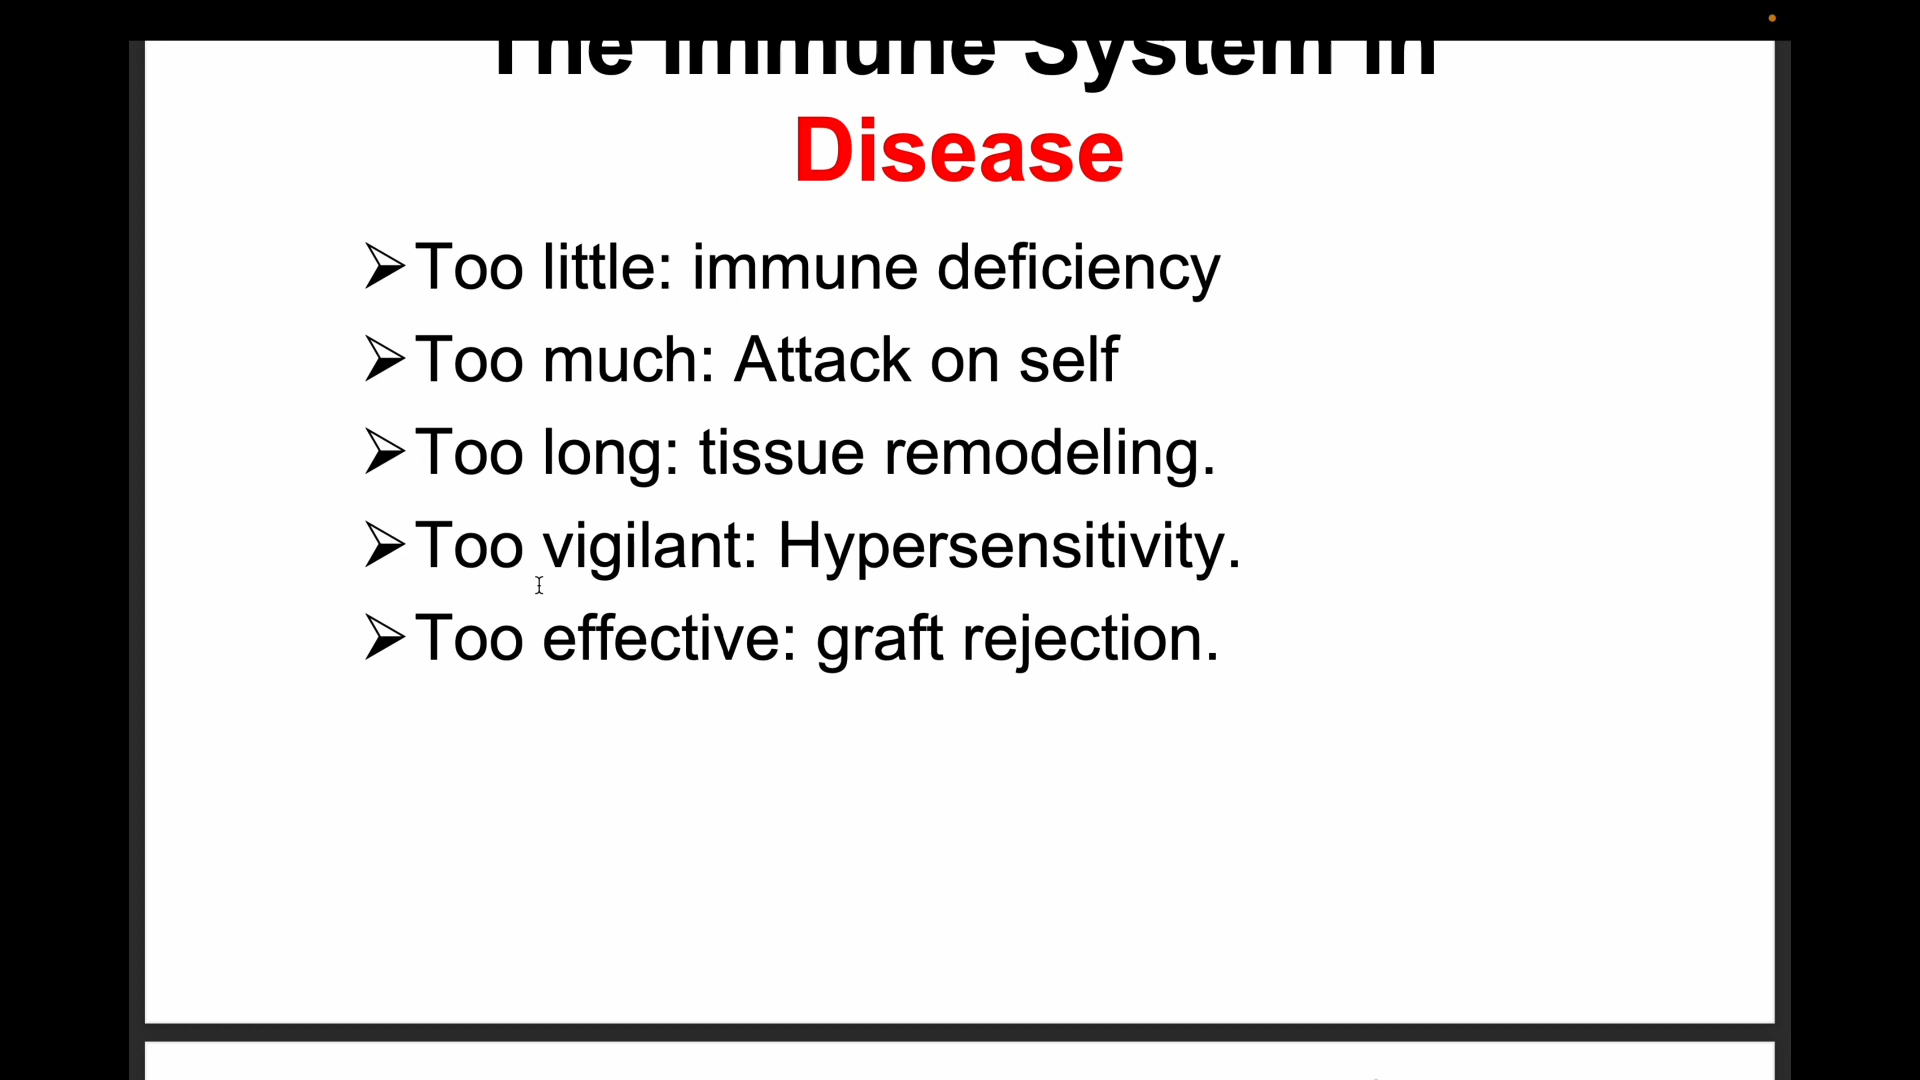 The Immune System in
Disease
➢Too little: immune deficiency
➢Too much: Attack on self
➢Too long: tissue remodeling.
➢Too vigilant: Hypersensitivity.
➢Too effective: graft rejection.